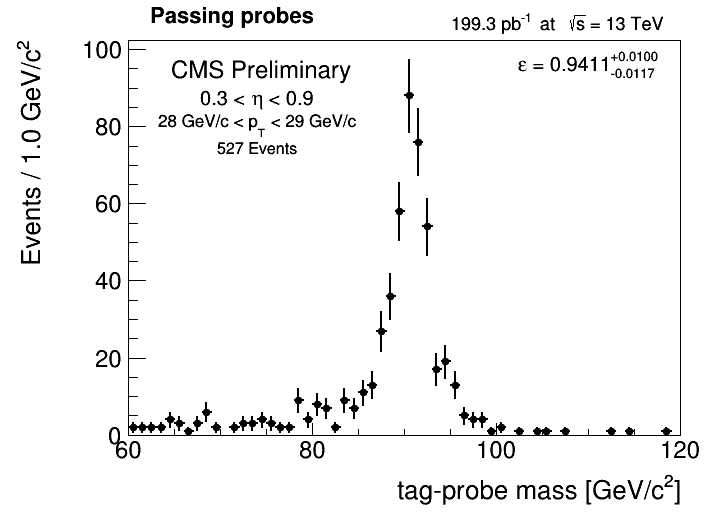 Passing probes
199.3 pb⁻¹ at √s = 13 TeV
CMS Preliminary
0.3 < η < 0.9
28 GeV/c < p_T < 29 GeV/c
527 Events
ε = 0.9411 +0.0100 -0.0117
Events / 1.0 GeV/c²
100
80
60
40
20
0
60 80 100 120
tag-probe mass [GeV/c²]